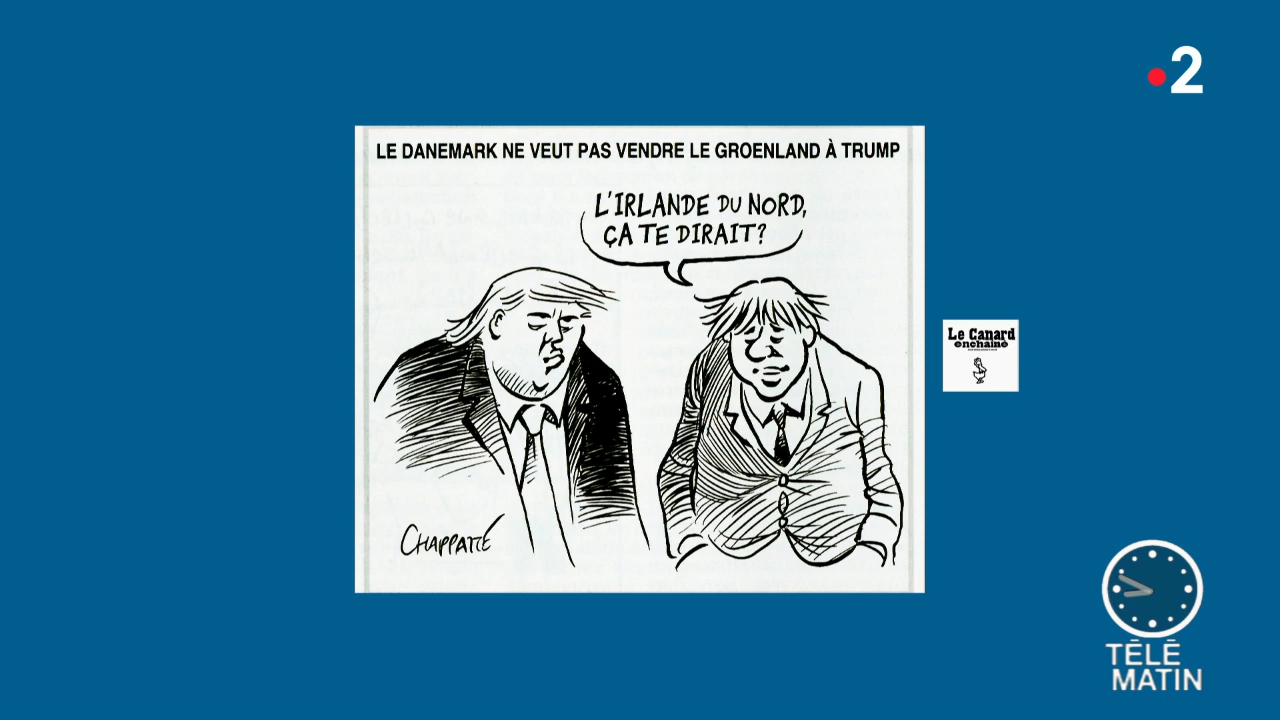 2
LE DANEMARK NE VEUT PAS VENDRE LE GROENLAND À TRUMP
L'IRLANDE DU NORD,
ÇA TE DIRAIT?
Le Canard
enchaîné
CHAPPATTE
TÉLÉ
MATIN